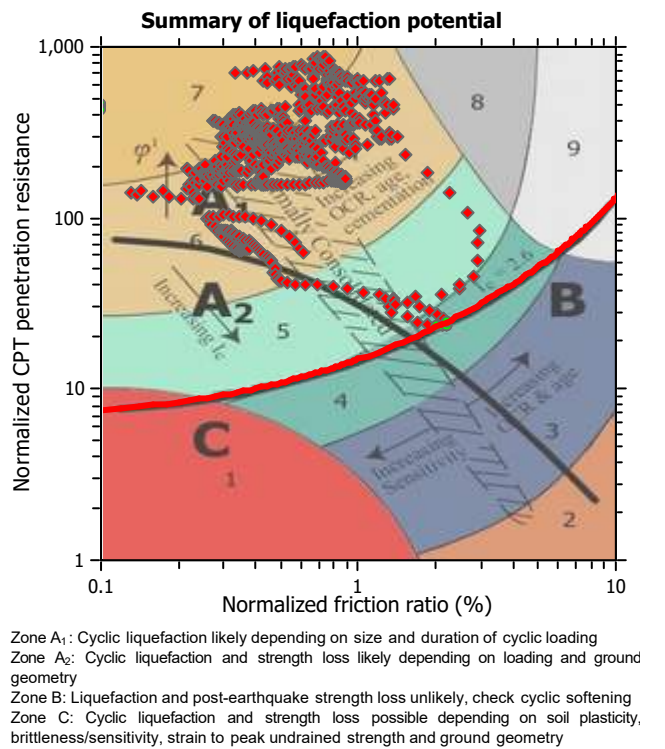 Summary of liquefaction potential
Normalized CPT penetration resistance
1,000
100
10
1
7
8
9
φ'
A1
Increasing
OCR, age,
cementation
6
A2
Increasing Ic
5
Ic = 2.6
B
4
C
1
Increasing
Sensitivity
Increasing
OCR & age
3
2
0.1
1
10
Normalized friction ratio (%)
Zone A1: Cyclic liquefaction likely depending on size and duration of cyclic loading
Zone A2: Cyclic liquefaction and strength loss likely depending on loading and ground
geometry
Zone B: Liquefaction and post-earthquake strength loss unlikely, check cyclic softening
Zone C: Cyclic liquefaction and strength loss possible depending on soil plasticity,
brittleness/sensitivity, strain to peak undrained strength and ground geometry